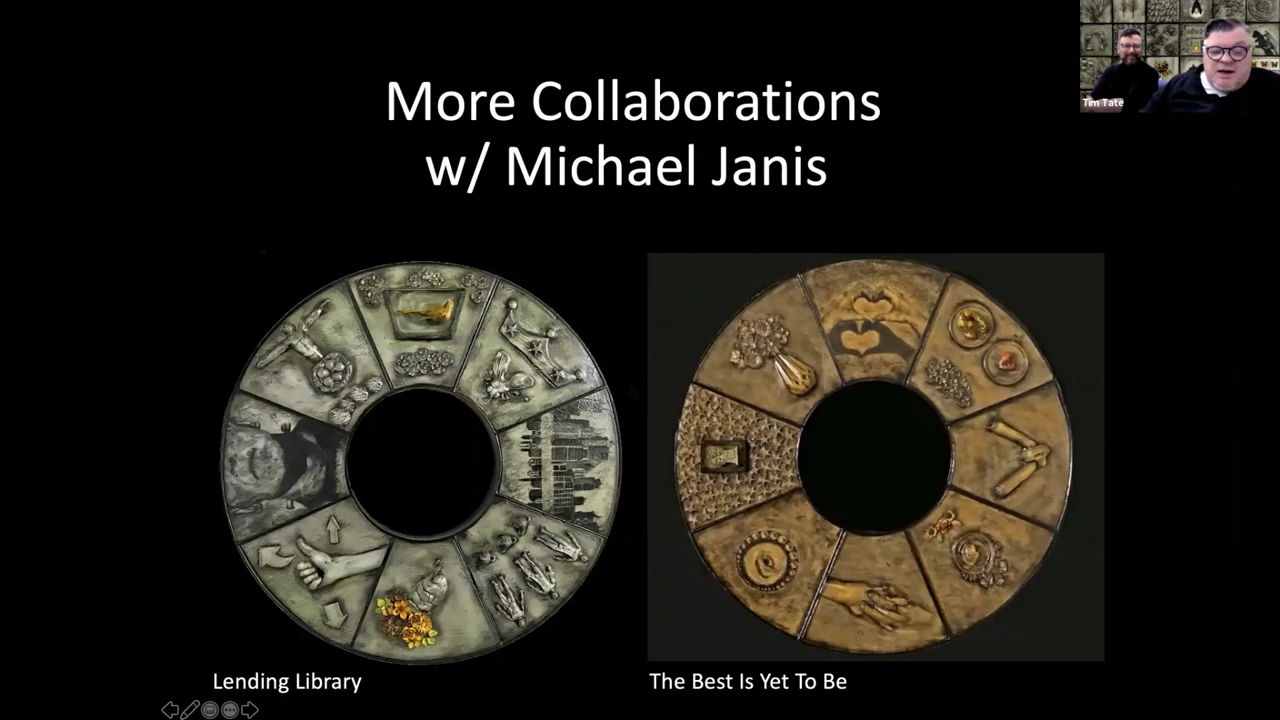 More Collaborations
w/ Michael Janis
Tim Tate
Lending Library
The Best Is Yet To Be